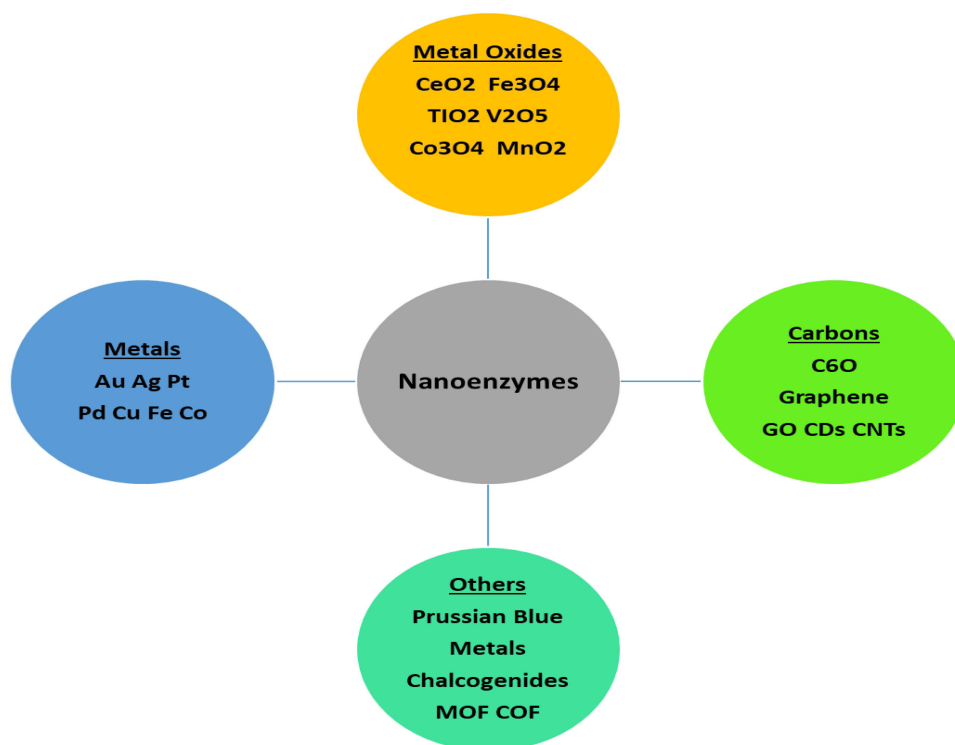 Metal Oxides
CeO2 Fe3O4
TIO2 V2O5
Co3O4 MnO2
Metals
Au Ag Pt
Pd Cu Fe Co
Nanoenzymes
Carbons
C6O
Graphene
GO CDs CNTs
Others
Prussian Blue
Metals
Chalcogenides
MOF COF